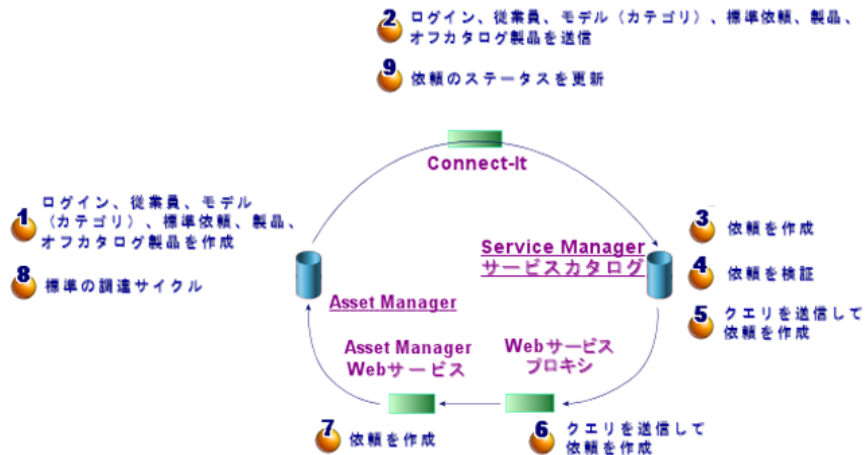 2 ログイン、従業員、モデル（カテゴリ）、標準依頼、製品、
オフカタログ製品を送信
9 依頼のステータスを更新
Connect-It
1 ログイン、従業員、モデル
（カテゴリ）、標準依頼、製品、
オフカタログ製品を作成
8 標準の調達サイクル
Asset Manager
Service Manager
サービスカタログ
3 依頼を作成
4 依頼を検証
5 クエリを送信して
依頼を作成
Asset Manager
Webサービス
Webサービス
プロキシ
7 依頼を作成
6 クエリを送信して
依頼を作成